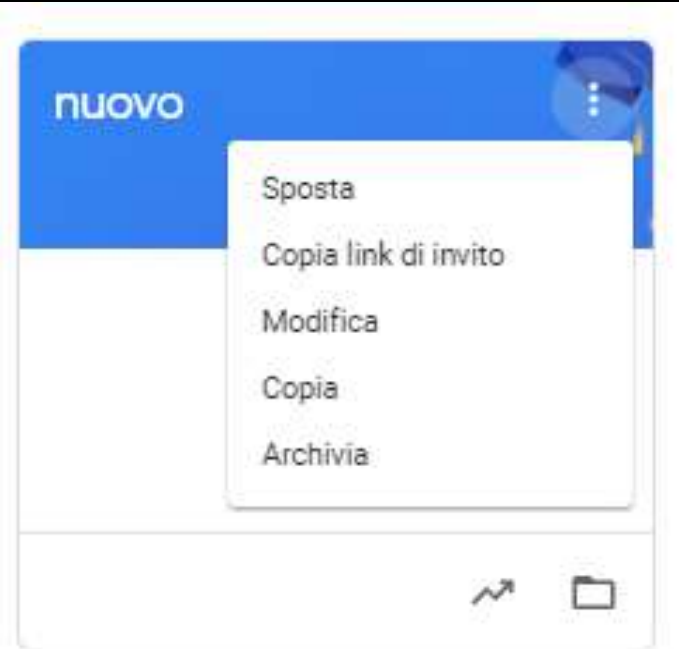 nuovo
Sposta
Copia link di invito
Modifica
Copia
Archivia